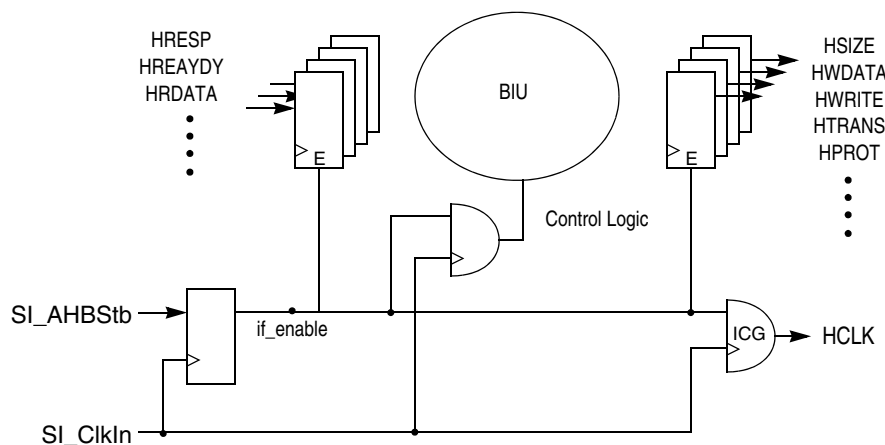 HRESP
HREAYDY
HRDATA
E
BIU
E
HSIZE
HWDATA
HWRITE
HTRANS
HPROT
Control Logic
SI_AHBStb
if_enable
ICG
HCLK
SI_ClkIn